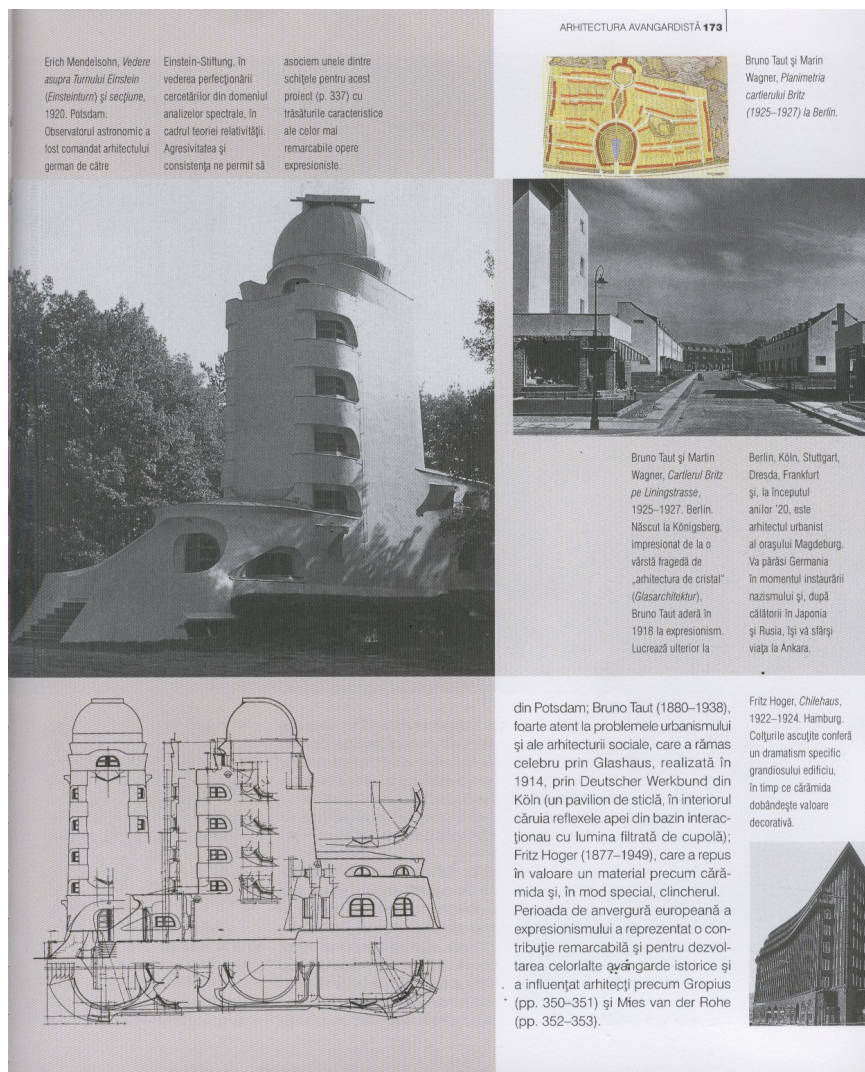 ARHITECTURA AVANGARDISTĂ 173
Erich Mendelsohn, Vedere
asupra Turnului Einstein
(Einsteinturn) și secțiune,
1920. Potsdam.
Observatorul astronomic a
fost comandat arhitectului
german de către
Einstein-Stiftung, în
vederea perfecționării
cercetărilor din domeniul
analizelor spectrale, în
cadrul teoriei relativității.
Agresivitatea și
consistența ne permit să
asociem unele dintre
schițele pentru acest
proiect (p. 337) cu
trăsăturile caracteristice
ale celor mai
remarcabile opere
expresioniste.
Bruno Taut și Marin
Wagner, Planimetria
cartierului Britz
(1925–1927) la Berlin.
Bruno Taut și Martin
Wagner, Cartierul Britz
pe Liningstrasse,
1925–1927. Berlin.
Născut la Königsberg,
impresionat de la o
vârstă fragedă de
„arhitectura de cristal"
(Glasarchitektur),
Bruno Taut aderă în
1918 la expresionism.
Lucrează ulterior la
Berlin, Köln, Stuttgart,
Dresda, Frankfurt
și, la începutul
anilor '20, este
arhitectul urbanist
al orașului Magdeburg.
Va părăsi Germania
în momentul instaurării
nazismului și, după
călătorii în Japonia
și Rusia, își va sfârși
viața la Ankara.
din Potsdam; Bruno Taut (1880–1938),
foarte atent la problemele urbanismului
și ale arhitecturii sociale, care a rămas
celebru prin Glashaus, realizată în
1914, prin Deutscher Werkbund din
Köln (un pavilion de sticlă, în interiorul
căruia reflexele apei din bazin interac-
ționau cu lumina filtrată de cupolă);
Fritz Hoger (1877–1949), care a repus
în valoare un material precum cără-
mida și, în mod special, clincherul.
Perioada de anvergură europeană a
expresionismului a reprezentat o con-
tribuție remarcabilă și pentru dezvol-
tarea celorlalte avangarde istorice și
a influențat arhitecți precum Gropius
(pp. 350–351) și Mies van der Rohe
(pp. 352–353).
Fritz Hoger, Chilehaus,
1922–1924. Hamburg.
Colțurile ascuțite conferă
un dramatism specific
grandiosului edificiu,
în timp ce cărămida
dobândește valoare
decorativă.